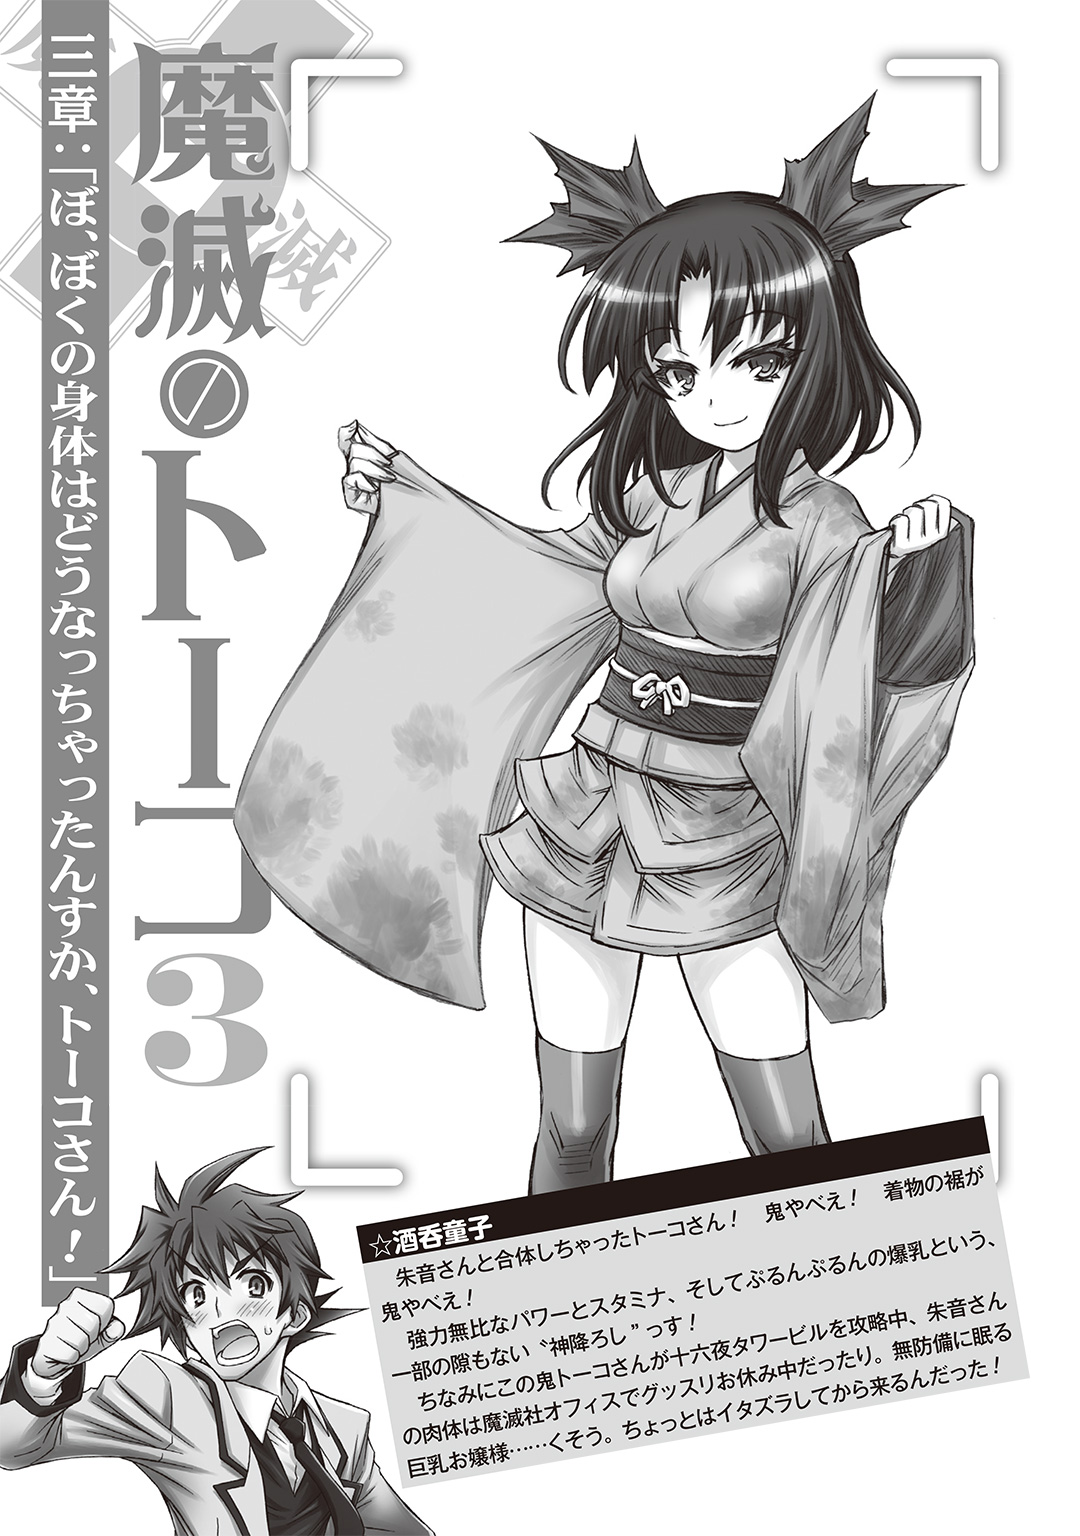 三章：「ぼ、ぼくの身体はどうなっちゃったんすか、トーコさん！」
魔滅のトーコ3
滅
☆酒呑童子
朱音さんと合体しちゃったトーコさん！　鬼やべえ！　着物の裾が
鬼やべえ！
強力無比なパワーとスタミナ、そしてぷるんぷるんの爆乳という、
一部の隙もない〝神降ろし〟っす！
ちなみにこの鬼トーコさんが十六夜タワービルを攻略中、朱音さん
の肉体は魔滅社オフィスでグッスリお休み中だったり。無防備に眠る
巨乳お嬢様……くそう。ちょっとはイタズラしてから来るんだった！